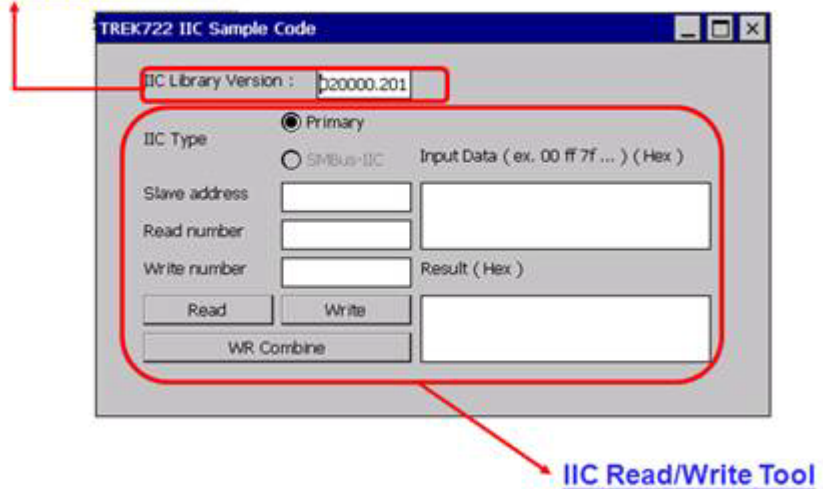 TREK722 IIC Sample Code
IIC Library Version :
020000.201
IIC Type
Primary
SMBus-IIC
Input Data ( ex. 00 ff 7f ... ) ( Hex )
Slave address
Read number
Write number
Result ( Hex )
Read
Write
WR Combine
IIC Read/Write Tool